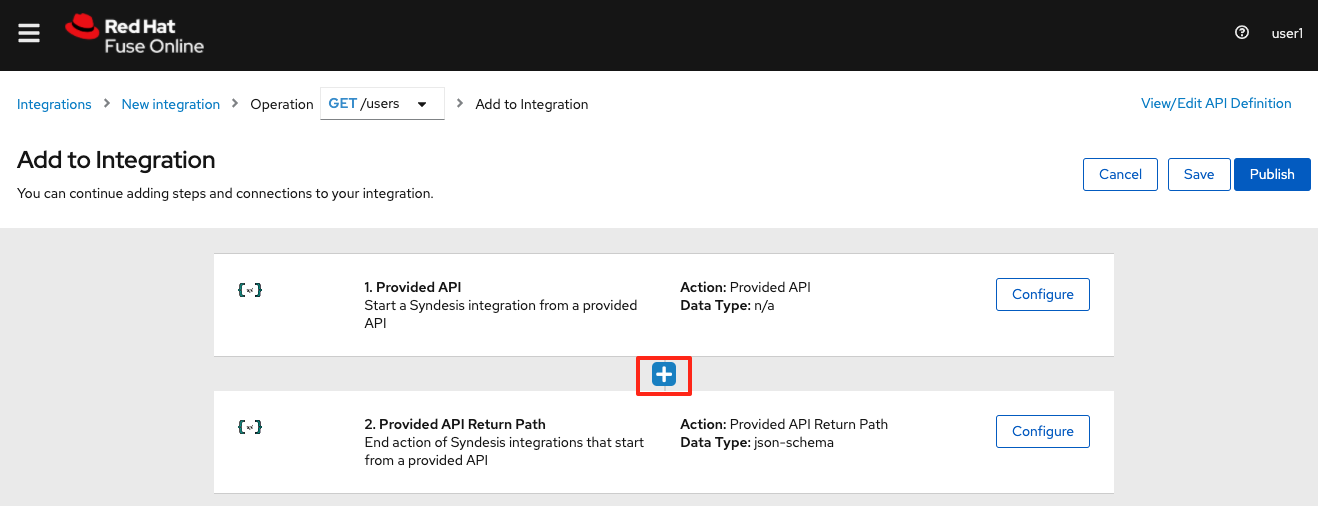 Red Hat
Fuse Online
user1
Integrations > New integration > Operation GET /users > Add to Integration
View/Edit API Definition
Add to Integration
You can continue adding steps and connections to your integration.
Cancel
Save
Publish
1. Provided API
Start a Syndesis integration from a provided
API
Action: Provided API
Data Type: n/a
Configure
2. Provided API Return Path
End action of Syndesis integrations that start
from a provided API
Action: Provided API Return Path
Data Type: json-schema
Configure